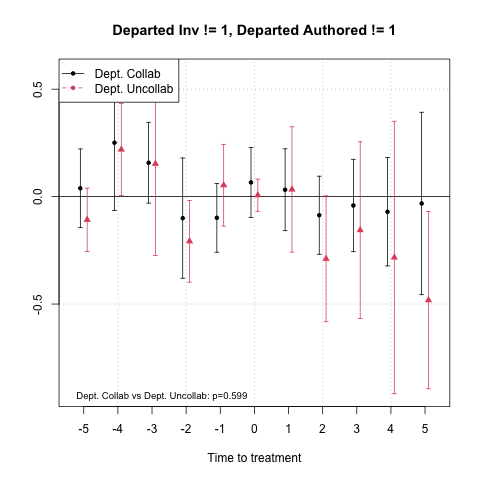 Departed Inv != 1, Departed Authored != 1
Dept. Collab
Dept. Uncollab
0.5
0.0
-0.5
Dept. Collab vs Dept. Uncollab: p=0.599
-5 -4 -3 -2 -1 0 1 2 3 4 5
Time to treatment